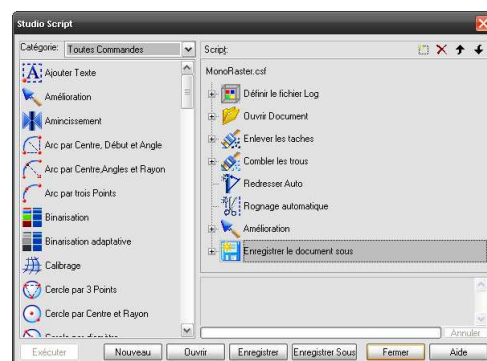 Studio Script
Catégorie: Toutes Commandes
Ajouter Texte
Amélioration
Amincissement
Arc par Centre, Début et Angle
Arc par Centre,Angles et Rayon
Arc par trois Points
Binarisation
Binarisation adaptative
Calibrage
Cercle par 3 Points
Cercle par Centre et Rayon
Cercle par diamètre
Script:
MonoRaster.csf
Définir le fichier Log
Ouvrir Document
Enlever les taches
Combler les trous
Redresser Auto
Rognage automatique
Amélioration
Enregistrer le document sous
Annuler
Exécuter Nouveau Ouvrir Enregistrer Enregistrer Sous Fermer Aide